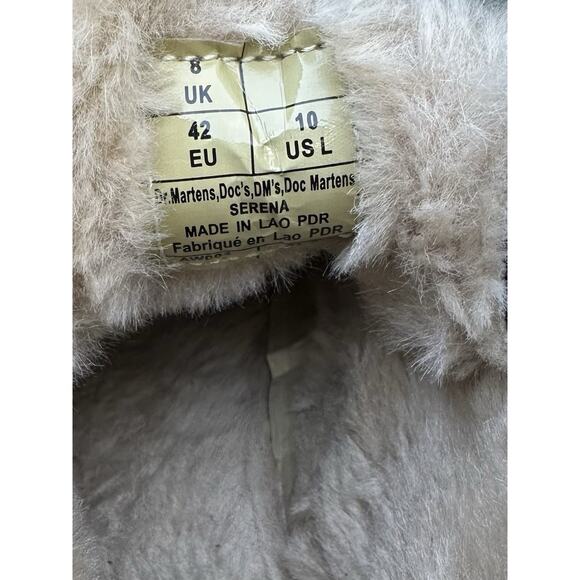 8
UK
42 10
EU US L
Dr.Martens,Doc's,DM's,Doc Martens
SERENA
MADE IN LAO PDR
Fabriqué en Lao PDR